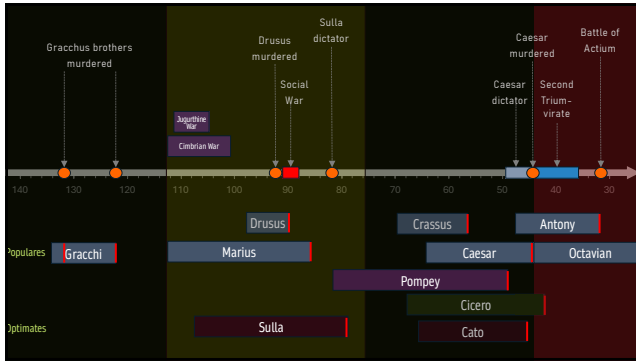 Sulla
dictator
Gracchus brothers
murdered
Drusus
murdered
Caesar
murdered
Battle of
Actium
Social
War
Caesar
dictator
Second
Trium-
virate
Jugurthine
War
Cimbrian War
140 130 120 110 100 90 80 70 60 50 40 30
Drusus Crassus Antony
Populares Gracchi Marius Caesar Octavian
Pompey
Cicero
Optimates Sulla Cato